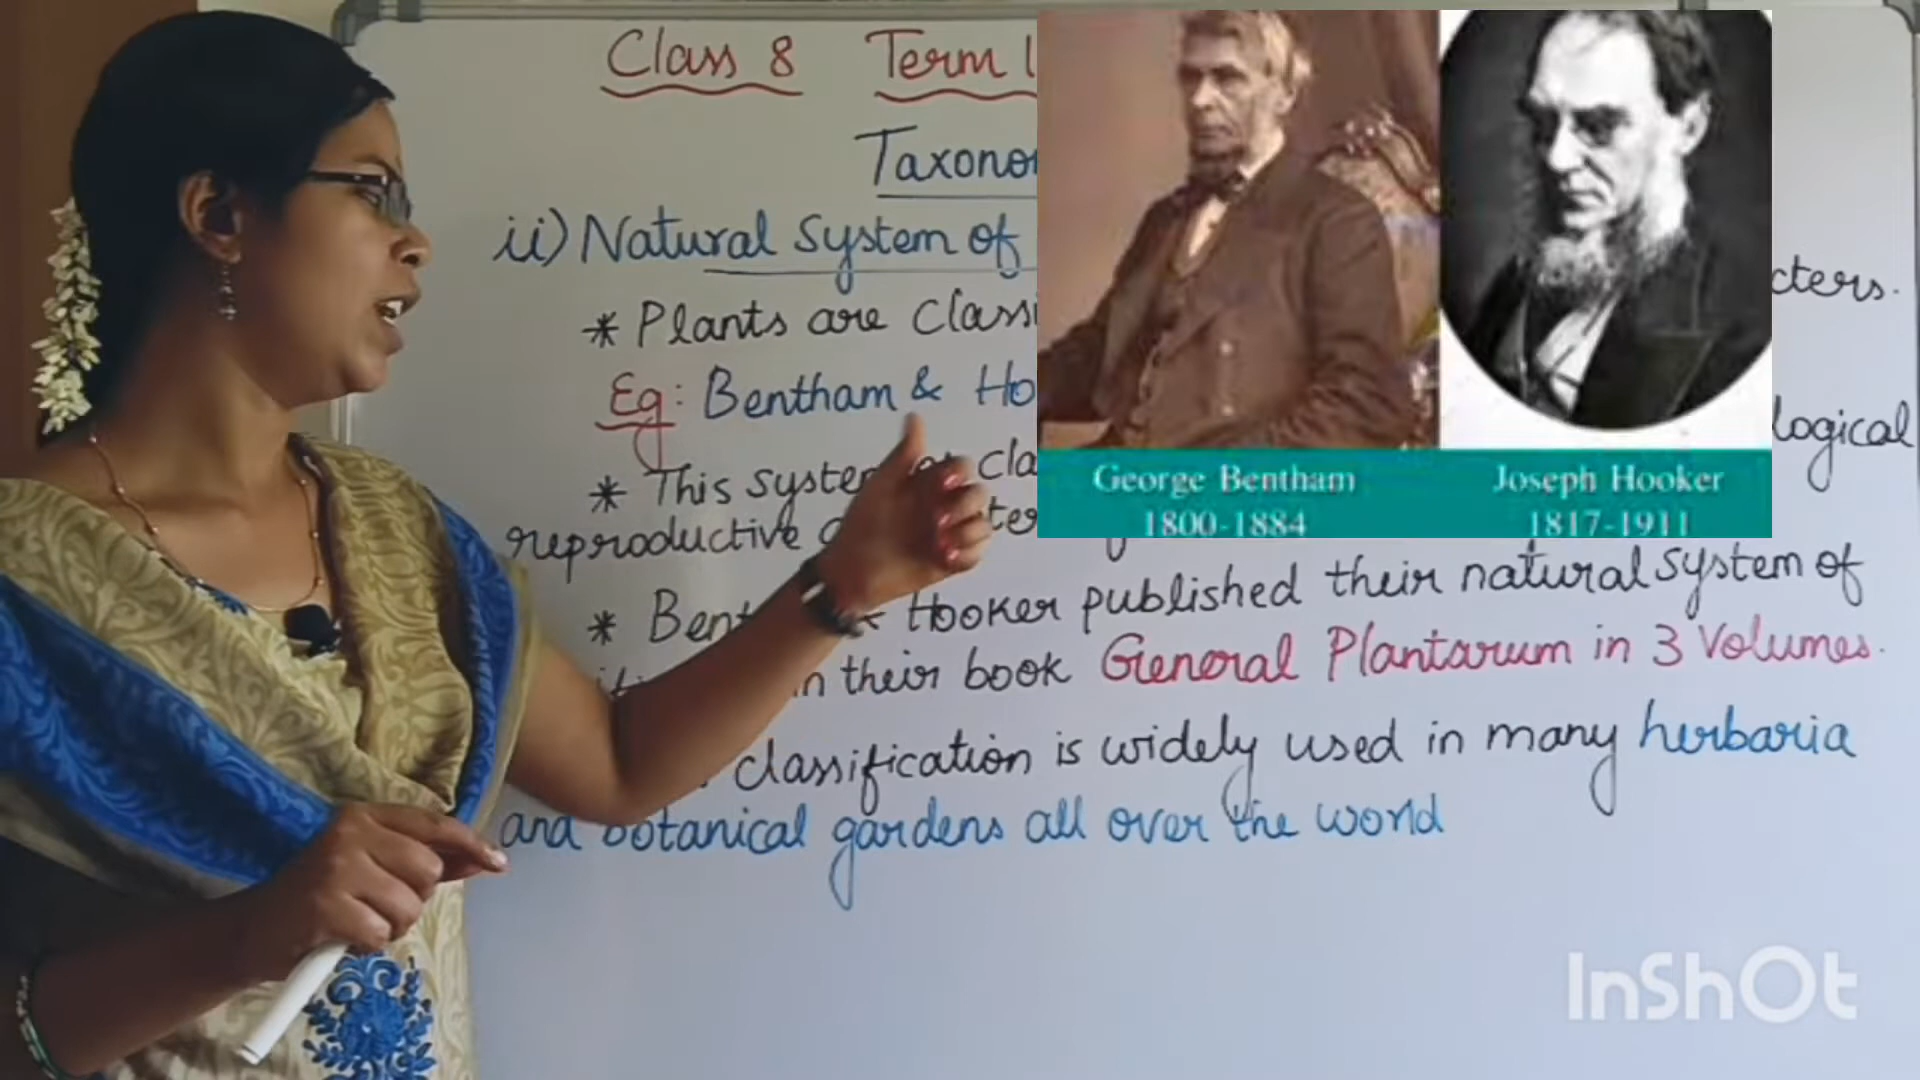 Class 8 Term I
Taxono
ii) Natural System of
* Plants are Classi
cters.
Eg: Bentham & Ho
logical
* This system cla
reproductive
George Bentham Joseph Hooker
1800-1884 1817-1911
* Ben Hooker published their natural system of
in their book General Plantarum in 3 Volumes.
classification is widely used in many herbaria
and botanical gardens all over the world
InShOt